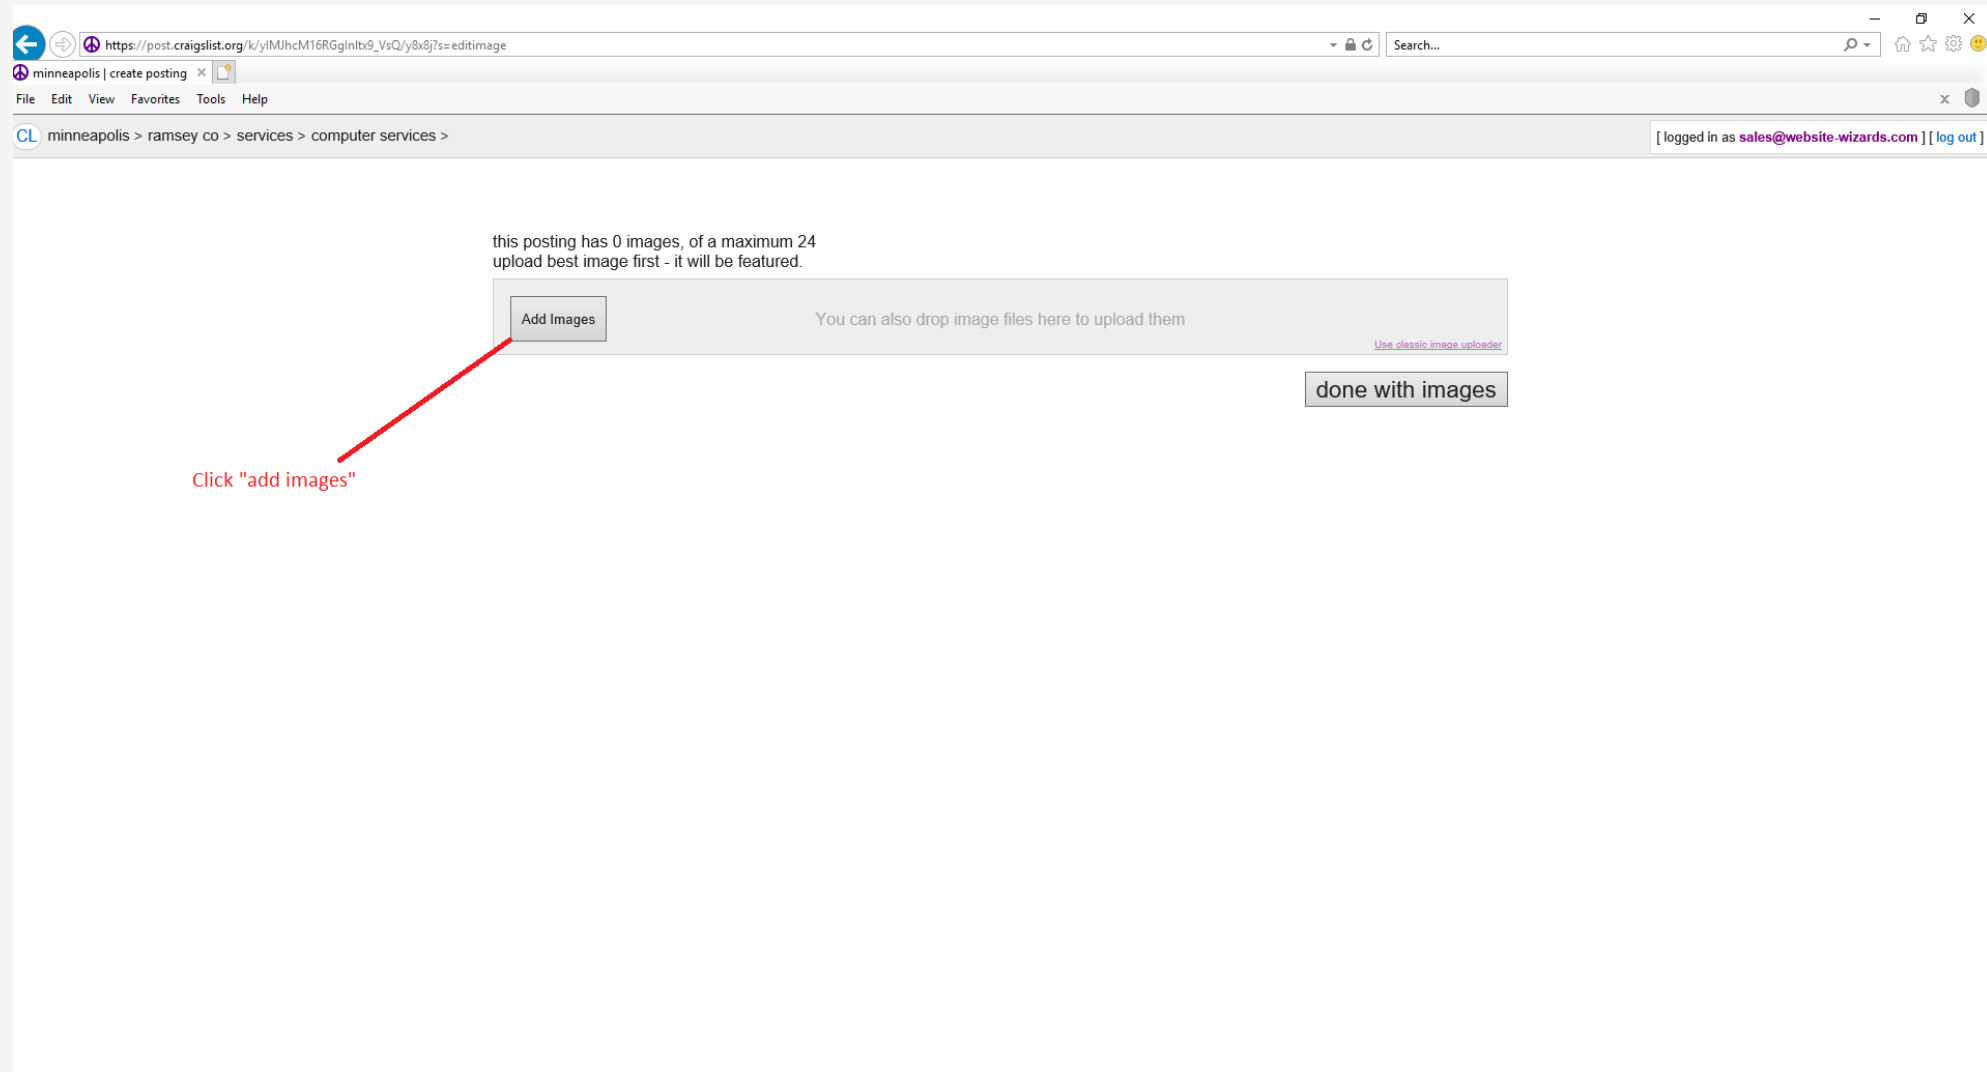 https://post.craigslist.org/k/ylMJhcM16RGglnltx9_VsQ/y8x8j?s=editimage
Search...
minneapolis | create posting
File Edit View Favorites Tools Help
CL minneapolis > ramsey co > services > computer services >
[ logged in as sales@website-wizards.com ] [ log out ]
this posting has 0 images, of a maximum 24
upload best image first - it will be featured.
Add Images
You can also drop image files here to upload them
Use classic image uploader
done with images
Click "add images"